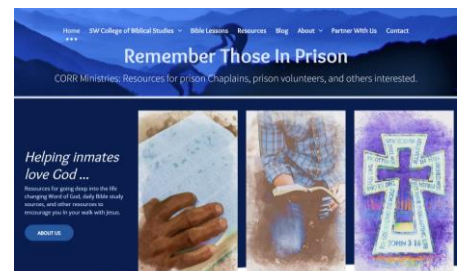 Home SW College of Biblical Studies Bible Lessons Resources Blog About Partner With Us Contact
Remember Those In Prison
CORR Ministries: Resources for prison Chaplains, prison volunteers, and others interested.
Helping inmates
love God ...
Resources for going deep into the life
changing Word of God, daily Bible study
sources, and other resources to
encourage you in your walk with Jesus.
ABOUT US
JOHN 3 16